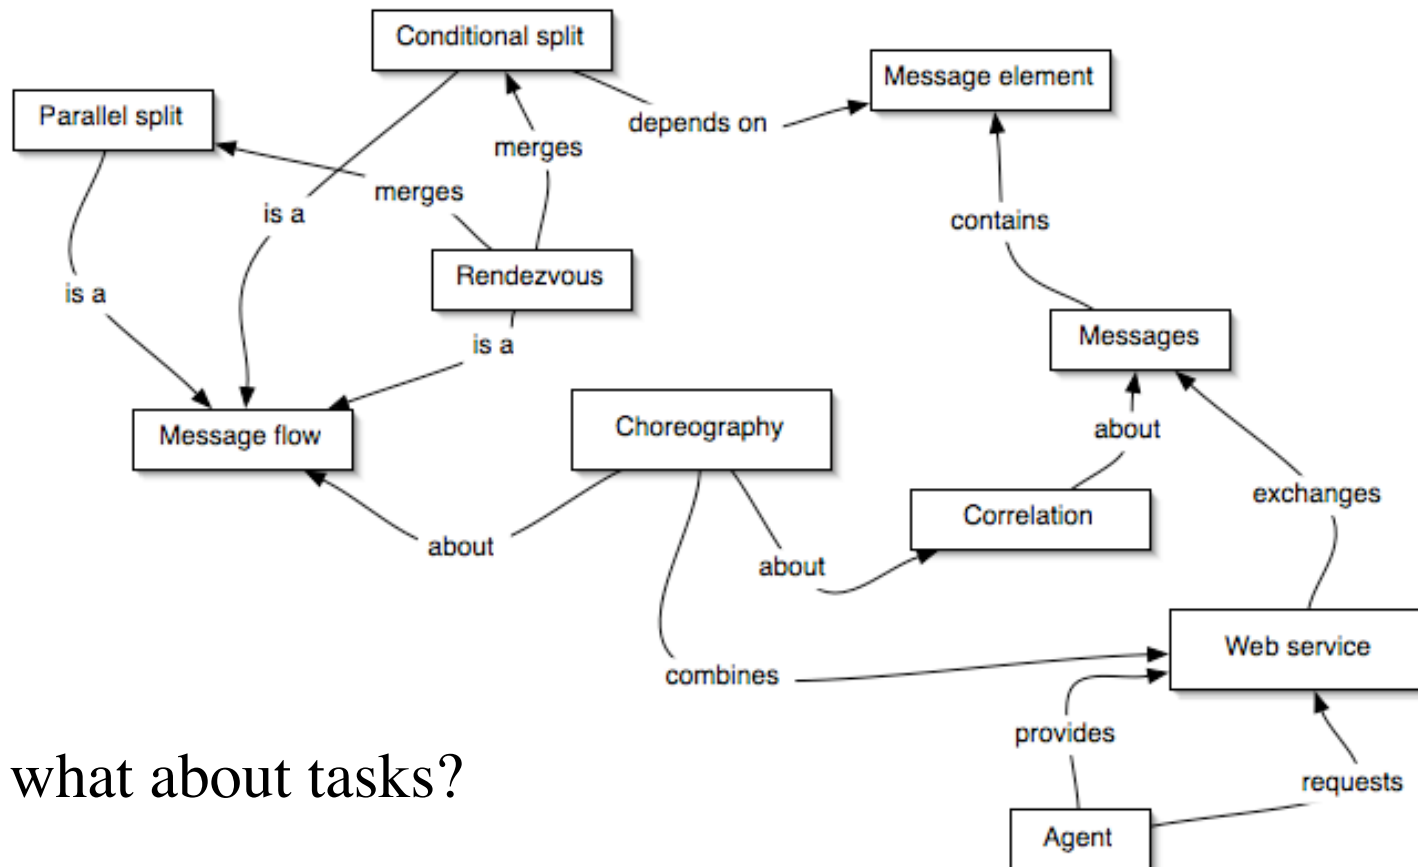 Conditional split
Message element
Parallel split
depends on
merges
merges
is a
contains
Rendezvous
is a
is a
Messages
Message flow
Choreography
about
Correlation
exchanges
about
about
combines
Web service
provides
what about tasks?
requests
Agent